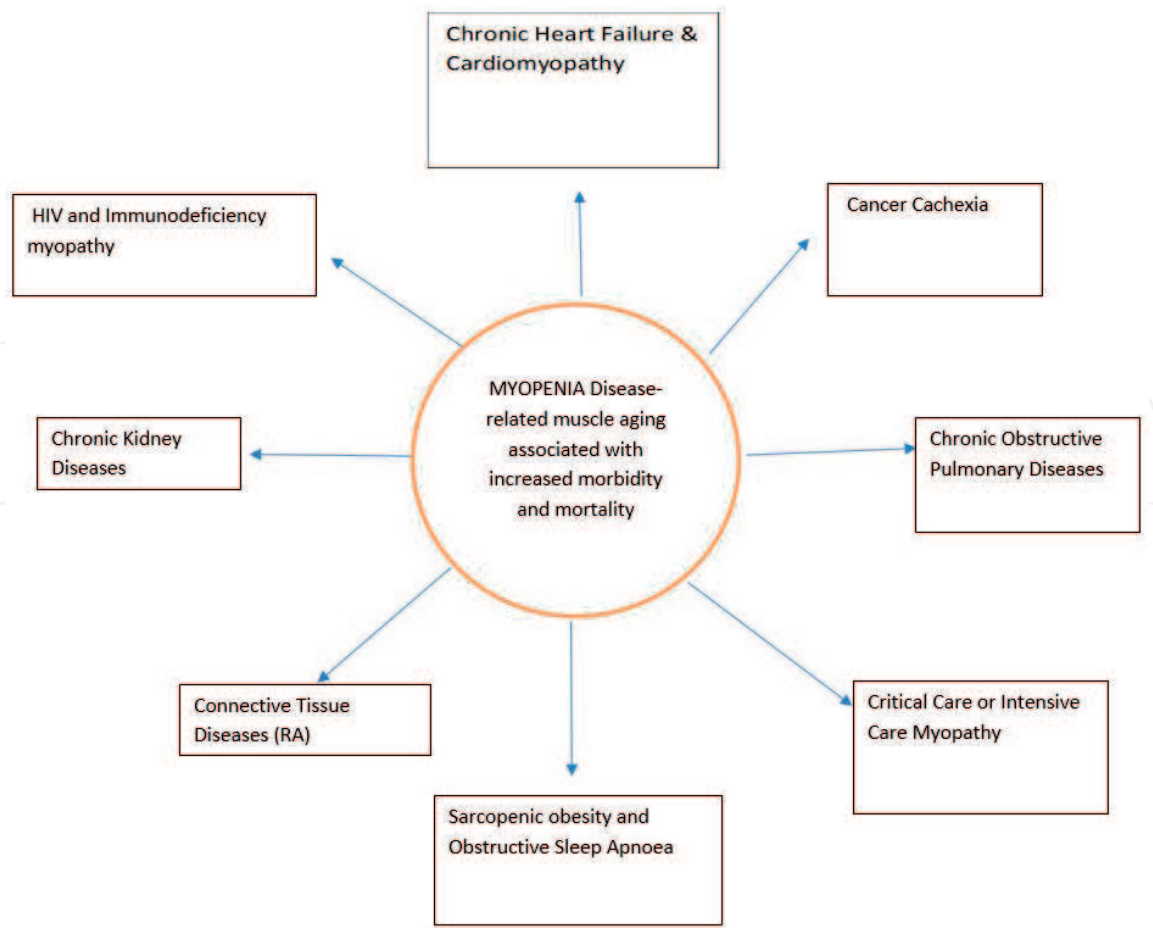 Chronic Heart Failure &
Cardiomyopathy
HIV and Immunodeficiency
myopathy
Cancer Cachexia
MYOPENIA Disease-
related muscle aging
associated with
increased morbidity
and mortality
Chronic Kidney
Diseases
Chronic Obstructive
Pulmonary Diseases
Connective Tissue
Diseases (RA)
Critical Care or Intensive
Care Myopathy
Sarcopenic obesity and
Obstructive Sleep Apnoea